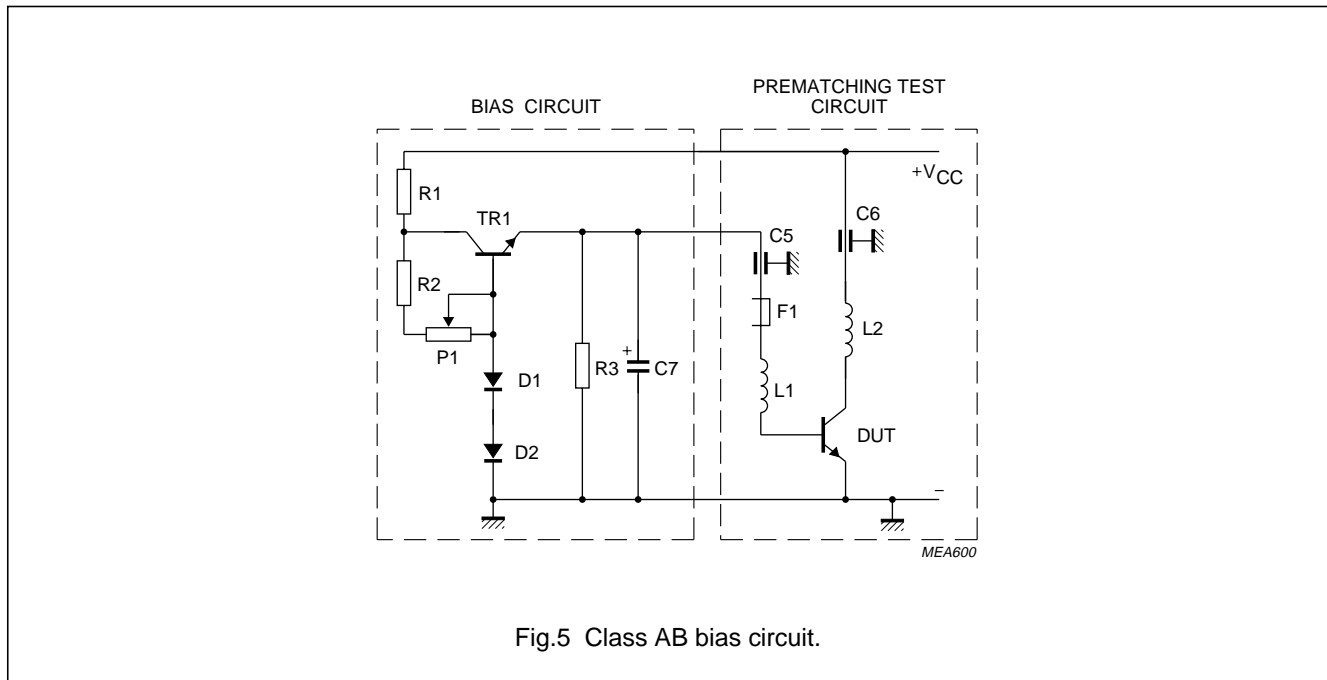 BIAS CIRCUIT
PREMATCHING TEST
CIRCUIT
+VCC
R1
TR1
C6
C5
R2
F1
L2
P1
R3
C7
+
D1
L1
DUT
D2
–
MEA600
Fig.5 Class AB bias circuit.